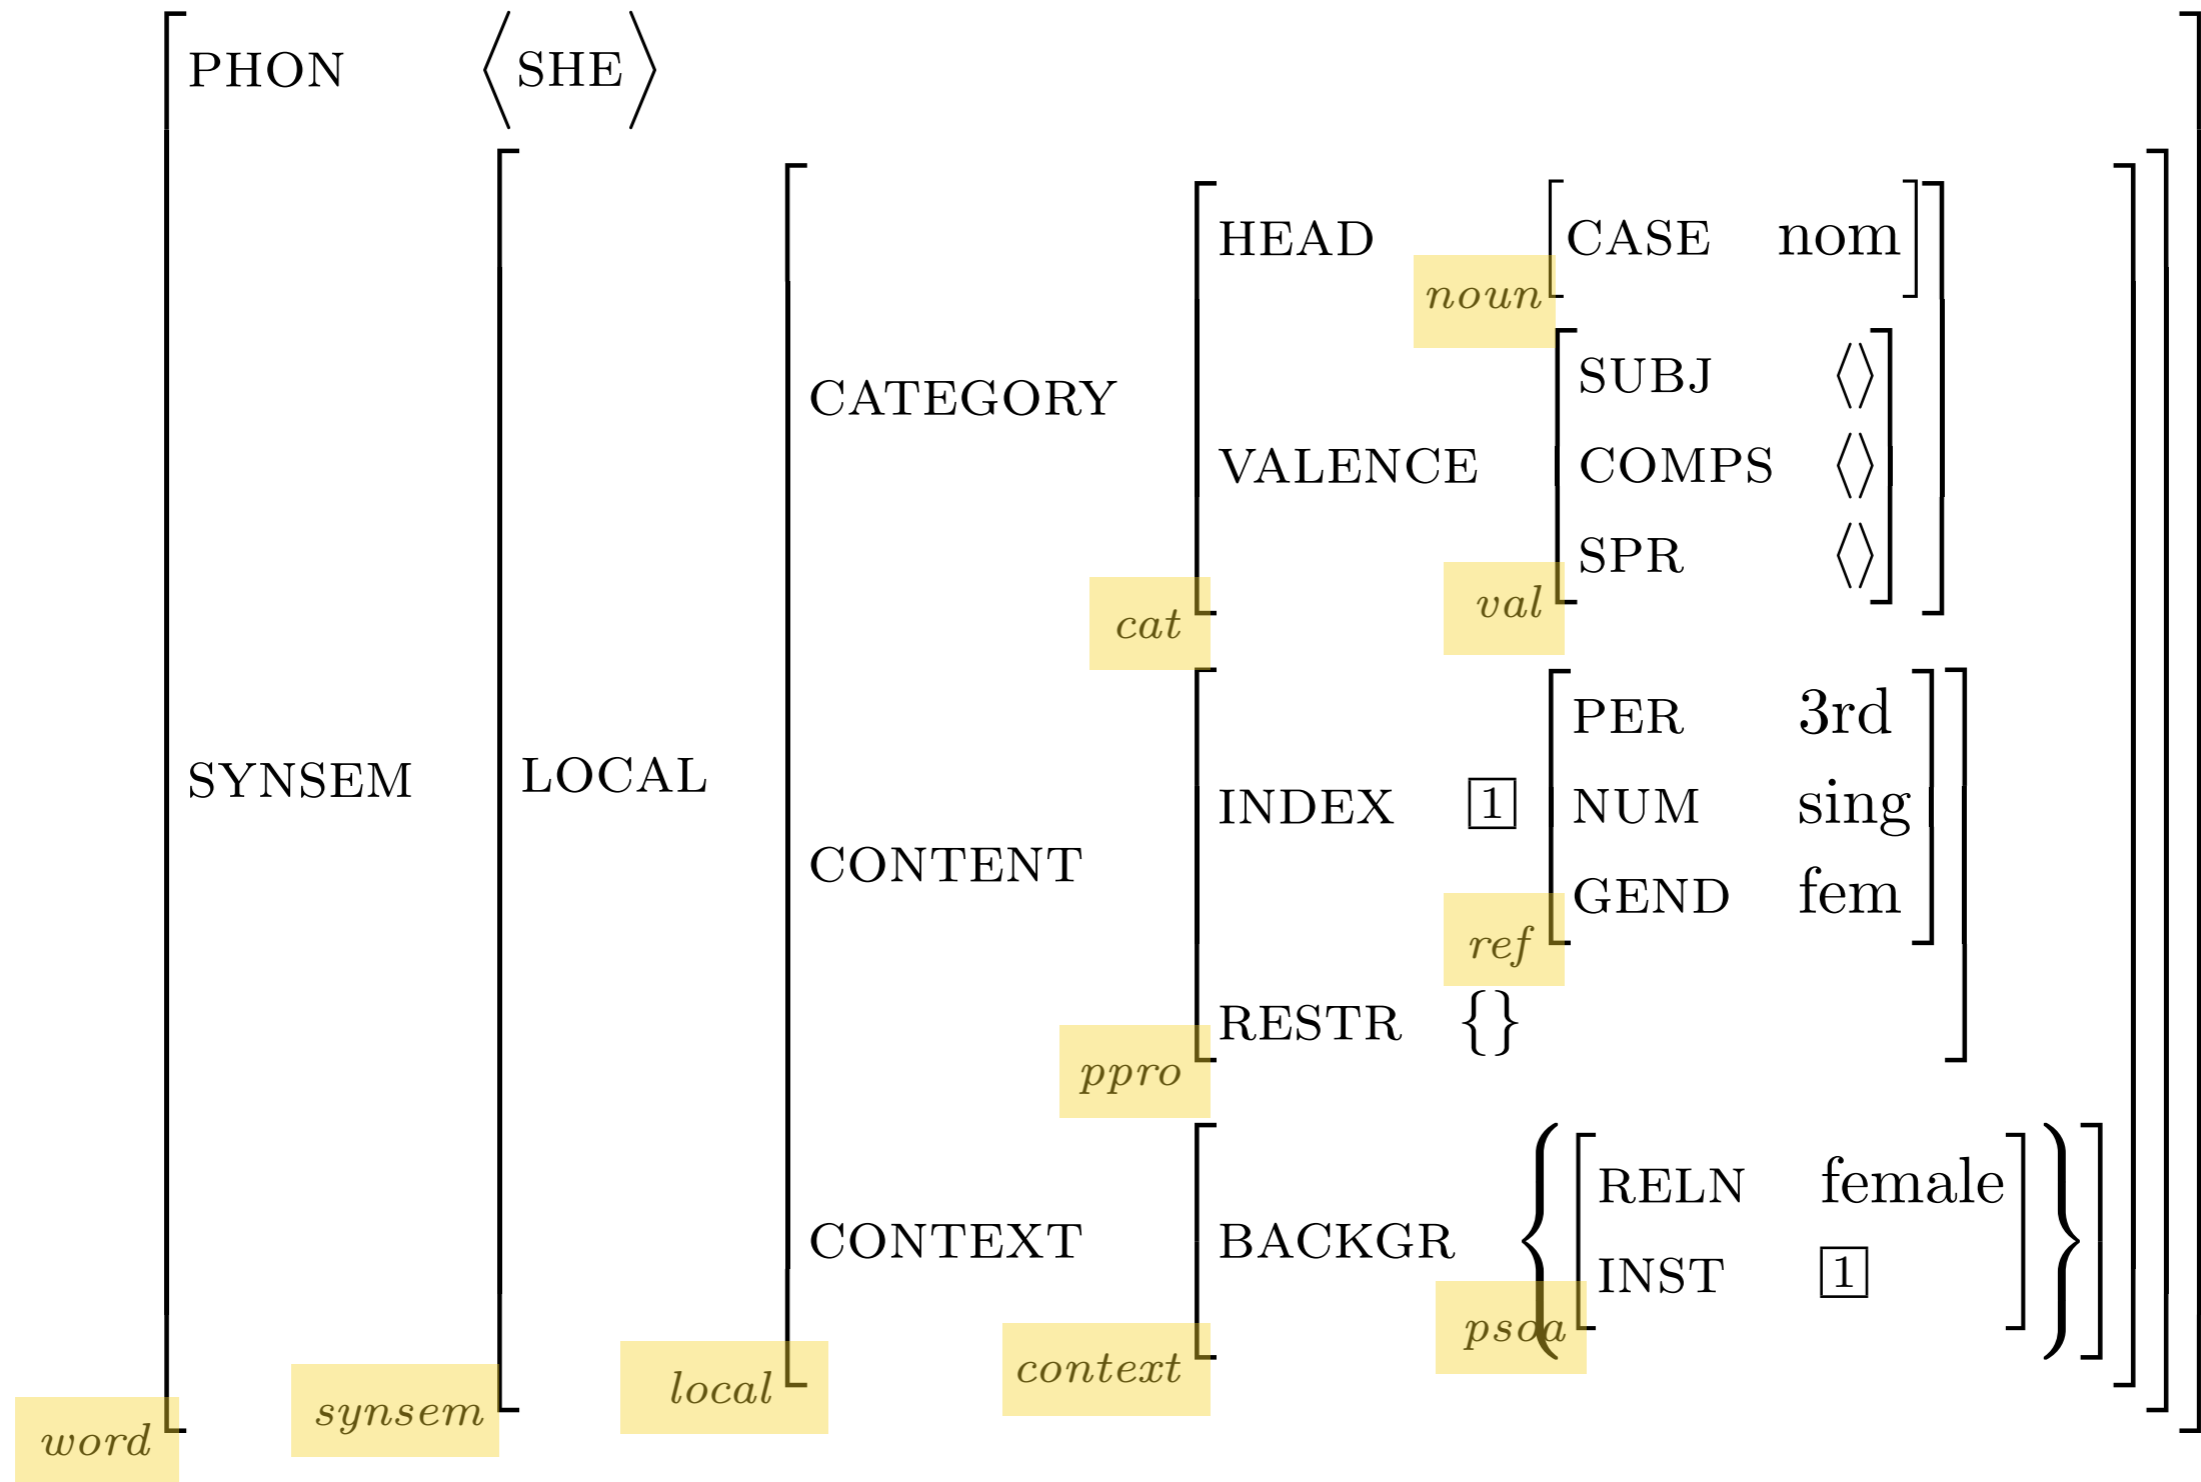 PHON ⟨SHE⟩
HEAD [CASE nom]
noun
SUBJ ⟨⟩
CATEGORY
VALENCE COMPS ⟨⟩
SPR ⟨⟩
cat val
PER 3rd
SYNSEM LOCAL
INDEX 1 NUM sing
CONTENT
GEND fem
ref
RESTR {}
ppro
RELN female
CONTEXT BACKGR
INST 1
psoa
context
local
synsem
word